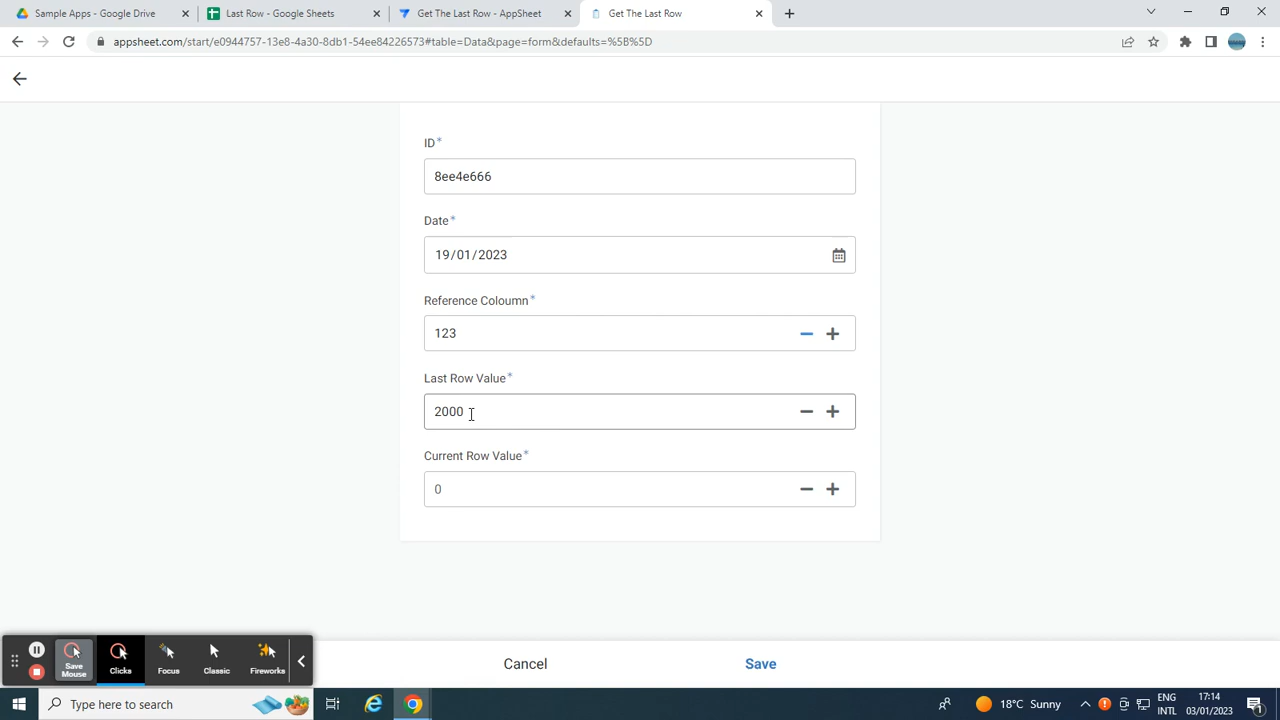 Sample Apps - Google Drive
Last Row - Google Sheets
Get The Last Row - AppSheet
Get The Last Row
appsheet.com/start/e0944757-13e8-4a30-8db1-54ee84226573#table=Data&page=form&defaults=%5B%5D
ID*
8ee4e666
Date*
19/01/2023
Reference Coloumn*
123
Last Row Value*
2000
Current Row Value*
0
Cancel
Save
Save Mouse
Clicks
Focus
Classic
Fireworks
Type here to search
18°C Sunny
ENG
INTL
17:14
03/01/2023